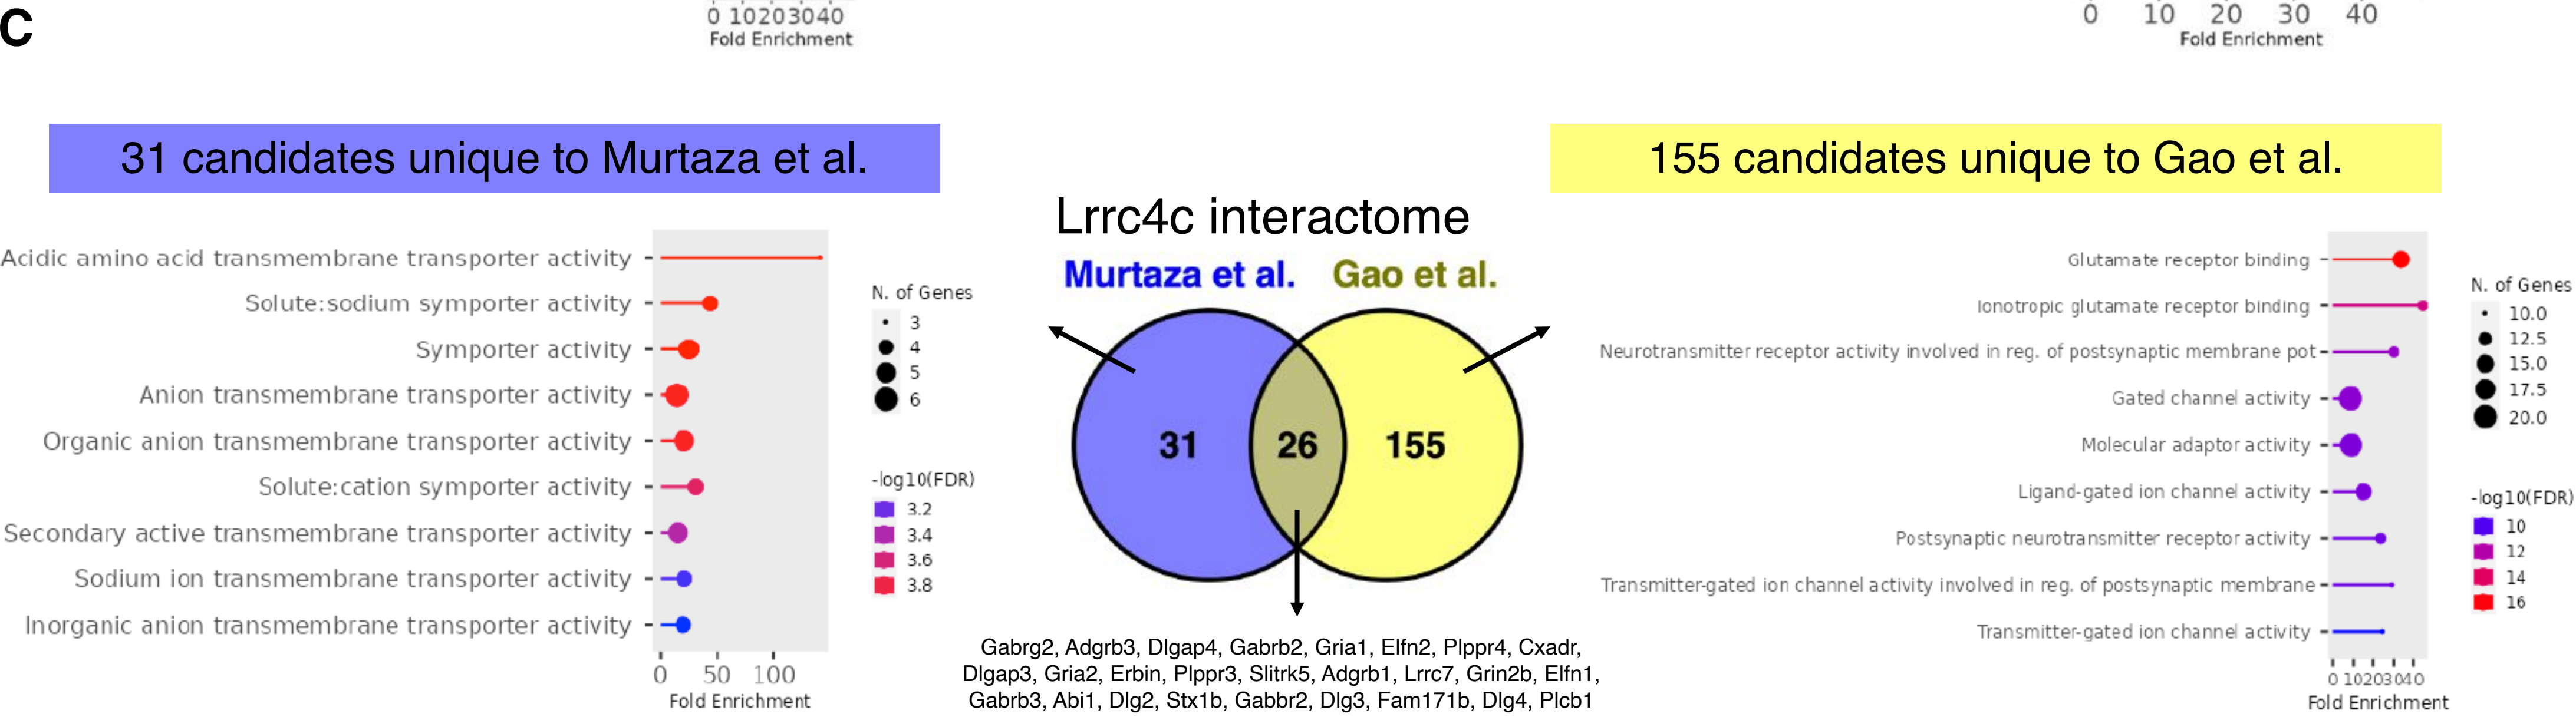 C
0 10203040
Fold Enrichment
0 10 20 30 40
Fold Enrichment
31 candidates unique to Murtaza et al.
155 candidates unique to Gao et al.
Acidic amino acid transmembrane transporter activity
Solute:sodium symporter activity
Symporter activity
Anion transmembrane transporter activity
Organic anion transmembrane transporter activity
Solute:cation symporter activity
Secondary active transmembrane transporter activity
Sodium ion transmembrane transporter activity
Inorganic anion transmembrane transporter activity
0 50 100
Fold Enrichment
N. of Genes
3
4
5
6
-log10(FDR)
3.2
3.4
3.6
3.8
Lrrc4c interactome
Murtaza et al. Gao et al.
31 26 155
Gabrg2, Adgrb3, Dlgap4, Gabrb2, Gria1, Elfn2, Plppr4, Cxadr,
Dlgap3, Gria2, Erbin, Plppr3, Slitrk5, Adgrb1, Lrrc7, Grin2b, Elfn1,
Gabrb3, Abi1, Dlg2, Stx1b, Gabbr2, Dlg3, Fam171b, Dlg4, Plcb1
Glutamate receptor binding
Ionotropic glutamate receptor binding
Neurotransmitter receptor activity involved in reg. of postsynaptic membrane pot
Gated channel activity
Molecular adaptor activity
Ligand-gated ion channel activity
Postsynaptic neurotransmitter receptor activity
Transmitter-gated ion channel activity involved in reg. of postsynaptic membrane
Transmitter-gated ion channel activity
0 10203040
Fold Enrichment
N. of Genes
10.0
12.5
15.0
17.5
20.0
-log10(FDR)
10
12
14
16